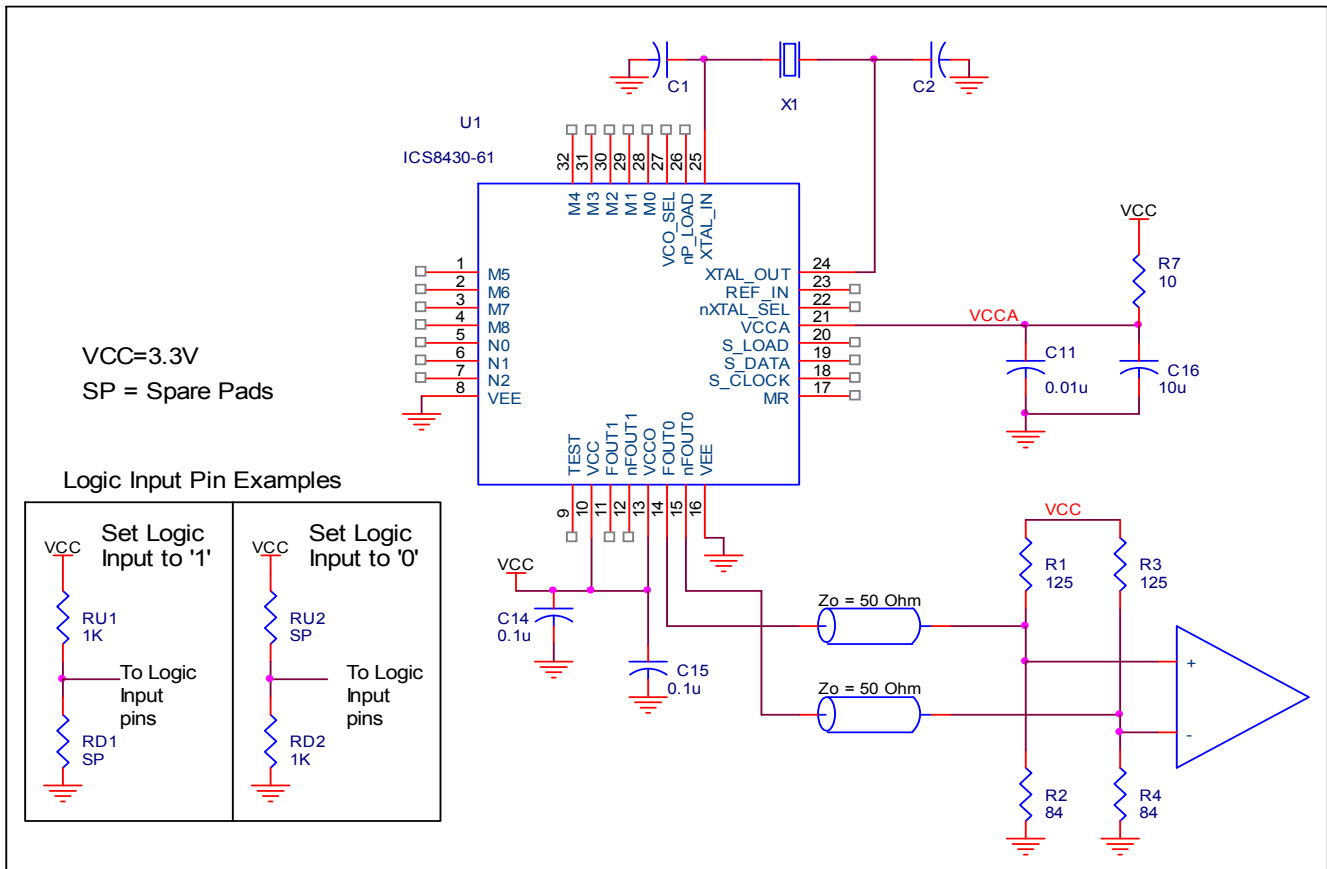 C1
X1
C2
U1
ICS8430-61
32
31
30
29
28
27
26
25
M4
M3
M2
M1
M0
VCO_SEL
nP_LOAD
XTAL_IN
1
2
3
4
5
6
7
8
M5
M6
M7
M8
N0
N1
N2
VEE
XTAL_OUT
REF_IN
nXTAL_SEL
VCCA
S_LOAD
S_DATA
S_CLOCK
MR
24
23
22
21
20
19
18
17
VCC
R7
10
VCCA
C11
0.01u
C16
10u
VCC=3.3V
SP = Spare Pads
TEST
VCC
FOUT1
nFOUT1
VCCO
FOUT0
nFOUT0
VEE
9
10
11
12
13
14
15
16
Logic Input Pin Examples
Set Logic
Input to '1'
VCC
RU1
1K
To Logic
Input
pins
RD1
SP
Set Logic
Input to '0'
VCC
RU2
SP
To Logic
Input
pins
RD2
1K
VCC
C14
0.1u
C15
0.1u
Zo = 50 Ohm
Zo = 50 Ohm
VCC
R1
125
R3
125
+
-
R2
84
R4
84